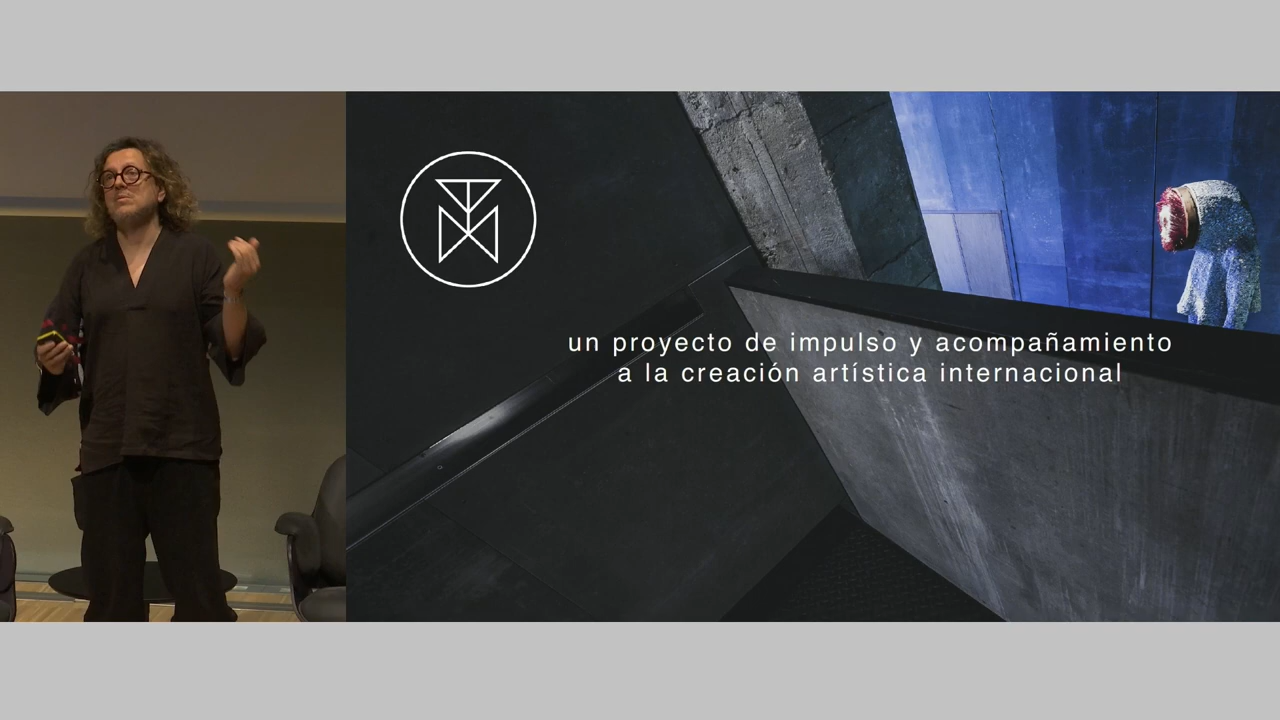 un proyecto de impulso y acompañamiento
a la creación artística internacional